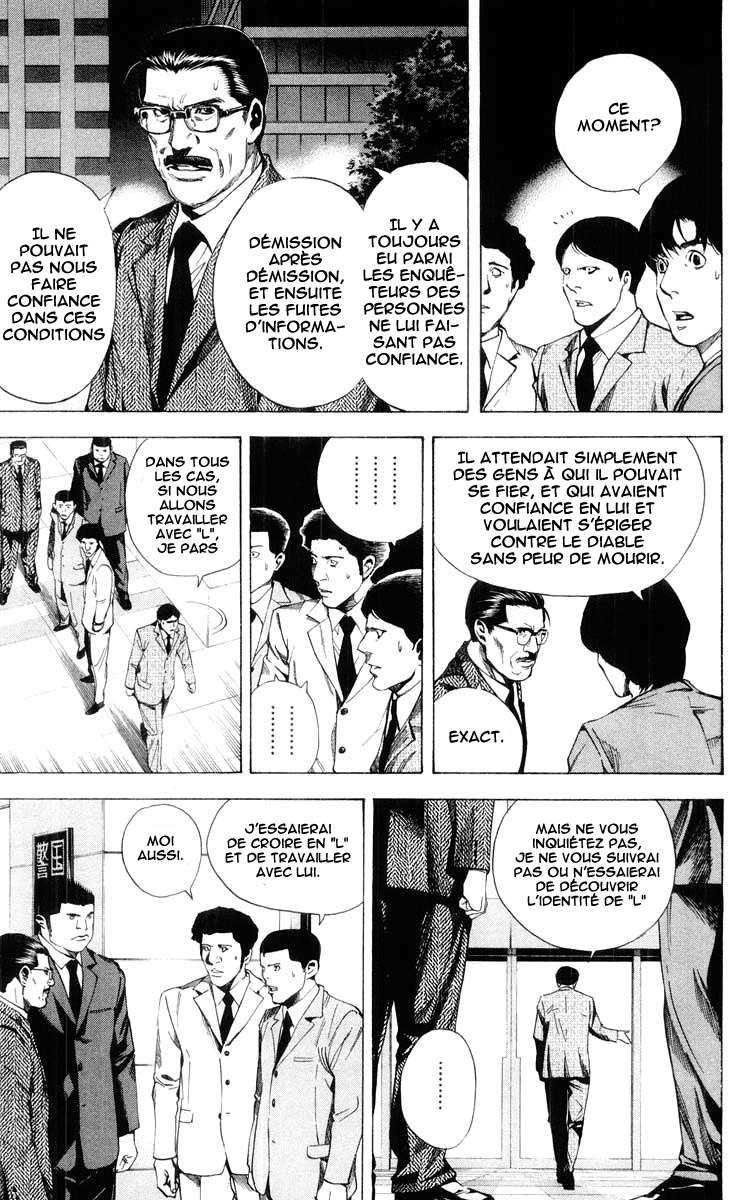 CE
MOMENT?
IL Y A
TOUJOURS
EU PARMI
LES ENQUÊ-
TEURS DES
PERSONNES
NE LUI FAI-
SANT PAS
CONFIANCE.
DÉMISSION
APRÈS
DÉMISSION,
ET ENSUITE
LES FUITES
D'INFORMA-
TIONS.
IL NE
POUVAIT
PAS NOUS
FAIRE
CONFIANCE
DANS CES
CONDITIONS
IL ATTENDAIT SIMPLEMENT
DES GENS À QUI IL POUVAIT
SE FIER, ET QUI AVAIENT
CONFIANCE EN LUI ET
VOULAIENT S'ÉRIGER
CONTRE LE DIABLE
SANS PEUR DE MOURIR.
EXACT.
DANS TOUS
LES CAS,
SI NOUS
ALLONS
TRAVAILLER
AVEC "L",
JE PARS
MAIS NE VOUS
INQUIÉTEZ PAS,
JE NE VOUS SUIVRAI
PAS OU N'ESSAIERAI
DE DÉCOUVRIR
L'IDENTITÉ DE "L"
J'ESSAIERAI
DE CROIRE EN "L"
ET DE TRAVAILLER
AVEC LUI.
MOI
AUSSI.